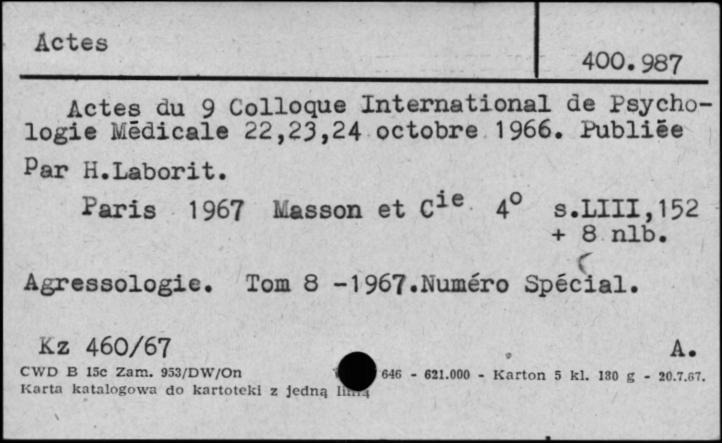 Actes
400.987
Actes du 9 Colloque International de Psycho-
logie Mēdicale 22,23,24 octobre 1966. Publiēe
Par H.Laborit.
Paris 1967 Masson et Cie 4° s.LIII,152
+ 8 nlb.
Agressologie. Tom 8 -1967.Numéro Spécial.
Kz 460/67 A.
CWD B 15c Zam. 953/DW/On 646 - 621.000 - Karton 5 kl. 180 g - 20.7.67.
Karta katalogowa do kartoteki z jedną linią